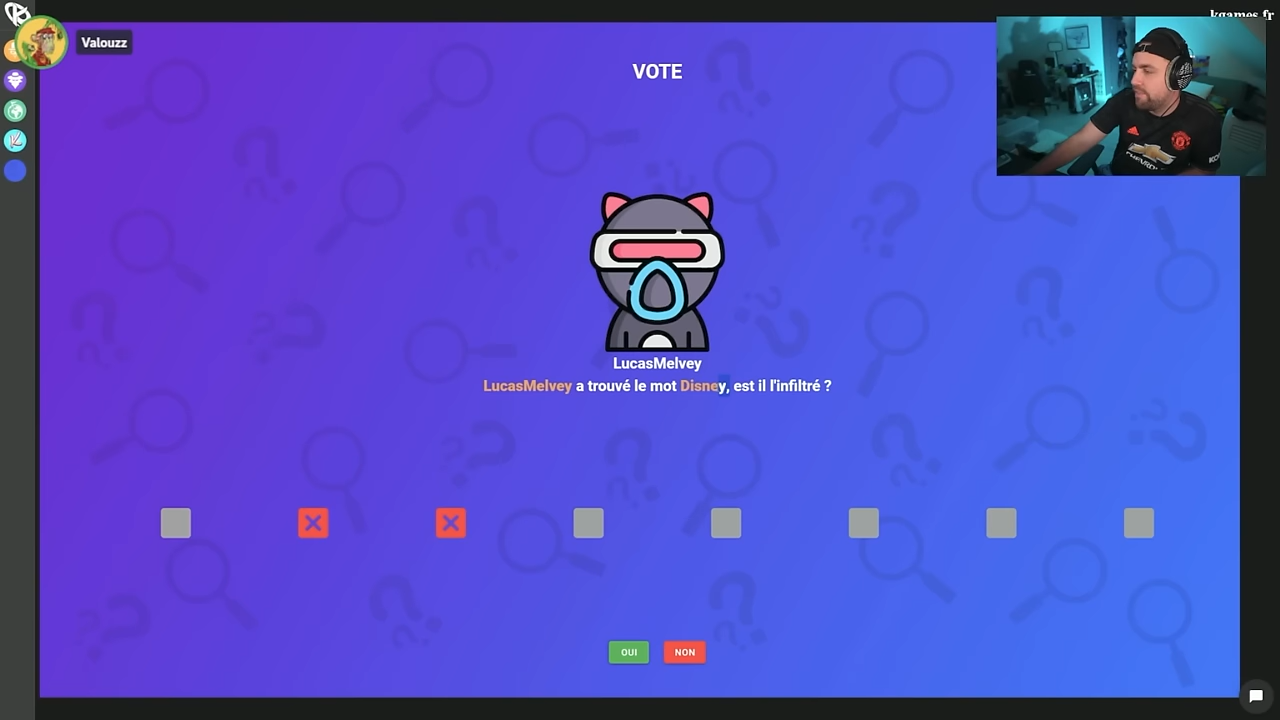 kgames.fr
Valouzz
VOTE
LucasMelvey
LucasMelvey a trouvé le mot Disney, est il l'infiltré ?
OUI
NON